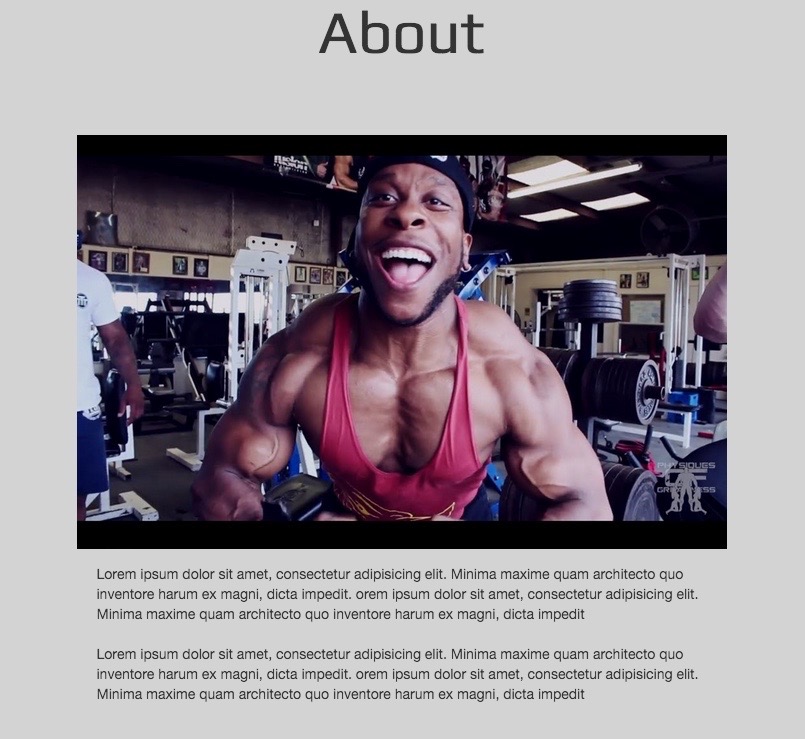 About
PHYSIQUES
OF
GREATNESS
Lorem ipsum dolor sit amet, consectetur adipisicing elit. Minima maxime quam architecto quo
inventore harum ex magni, dicta impedit. orem ipsum dolor sit amet, consectetur adipisicing elit.
Minima maxime quam architecto quo inventore harum ex magni, dicta impedit
Lorem ipsum dolor sit amet, consectetur adipisicing elit. Minima maxime quam architecto quo
inventore harum ex magni, dicta impedit. orem ipsum dolor sit amet, consectetur adipisicing elit.
Minima maxime quam architecto quo inventore harum ex magni, dicta impedit